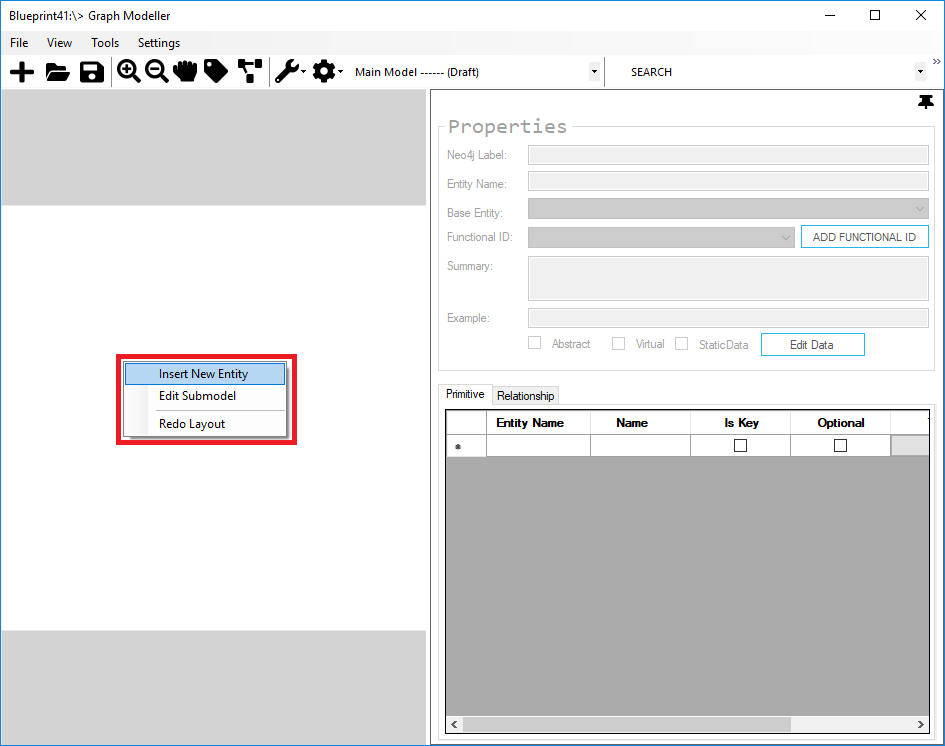 Blueprint41:\> Graph Modeller
File View Tools Settings
Main Model ------ (Draft) SEARCH
Properties
Neo4j Label:
Entity Name:
Base Entity:
Functional ID: ADD FUNCTIONAL ID
Summary:
Example:
Abstract Virtual StaticData Edit Data
Insert New Entity
Edit Submodel
Redo Layout
Primitive Relationship
Entity Name Name Is Key Optional